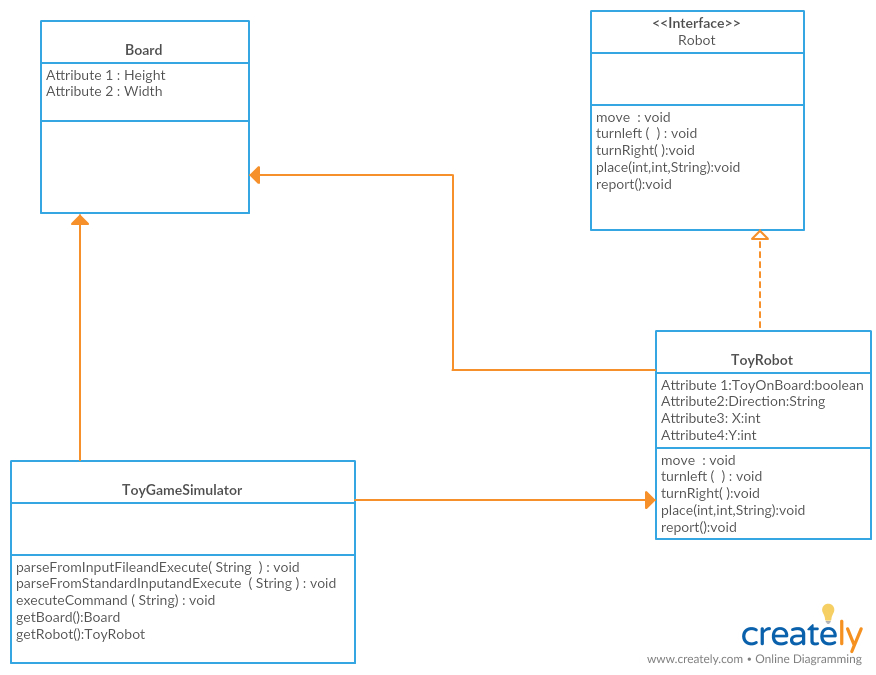 Board
Attribute 1 : Height
Attribute 2 : Width
<<Interface>>
Robot
move  : void
turnleft (  ) : void
turnRight( ):void
place(int,int,String):void
report():void
ToyRobot
Attribute 1:ToyOnBoard:boolean
Attribute2:Direction:String
Attribute3: X:int
Attribute4:Y:int
move  : void
turnleft (  ) : void
turnRight( ):void
place(int,int,String):void
report():void
ToyGameSimulator
parseFromInputFileandExecute( String  ) : void
parseFromStandardInputandExecute  ( String ) : void
executeCommand ( String) : void
getBoard():Board
getRobot():ToyRobot
creately
www.creately.com • Online Diagramming